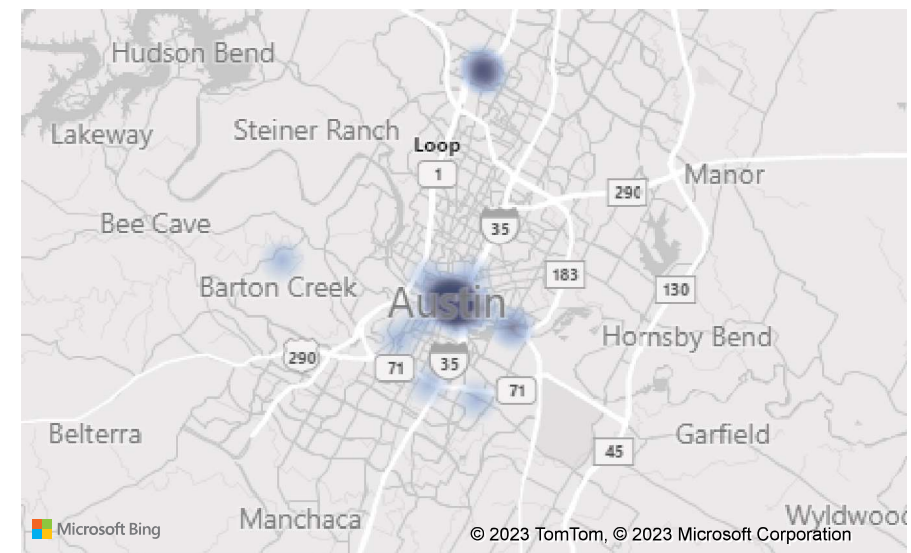 Hudson Bend
Lakeway
Steiner Ranch
Loop
1
Manor
290
Bee Cave
35
183
Barton Creek
130
Austin
Hornsby Bend
290
71
35
71
Belterra
Garfield
45
Manchaca
Wyldwood
Microsoft Bing
© 2023 TomTom, © 2023 Microsoft Corporation